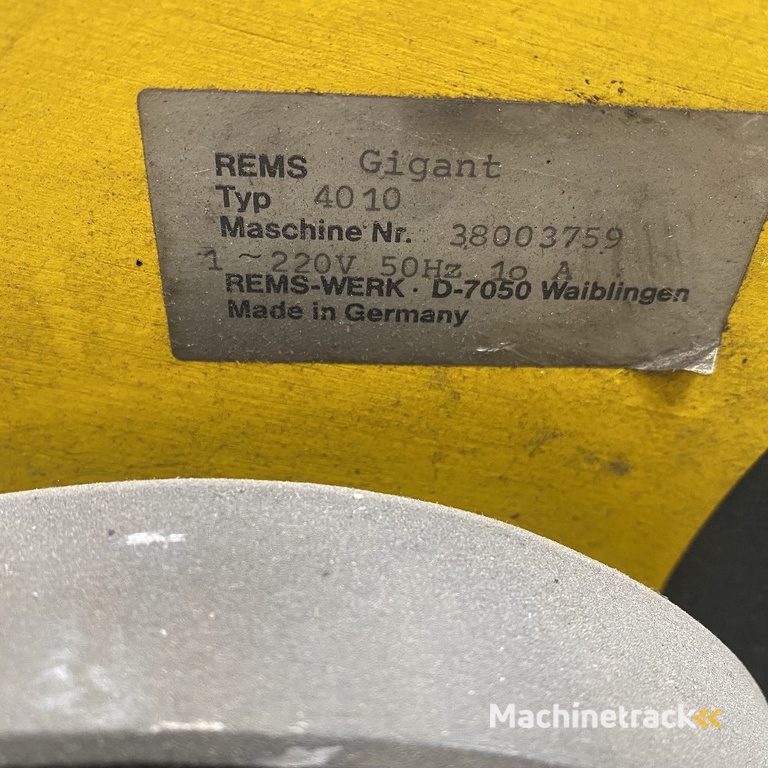 REMS Gigant
Typ 4010
Maschine Nr. 38003759
1 ~ 220V 50Hz 10 A
REMS-WERK · D-7050 Waiblingen
Made in Germany
Machinetrack